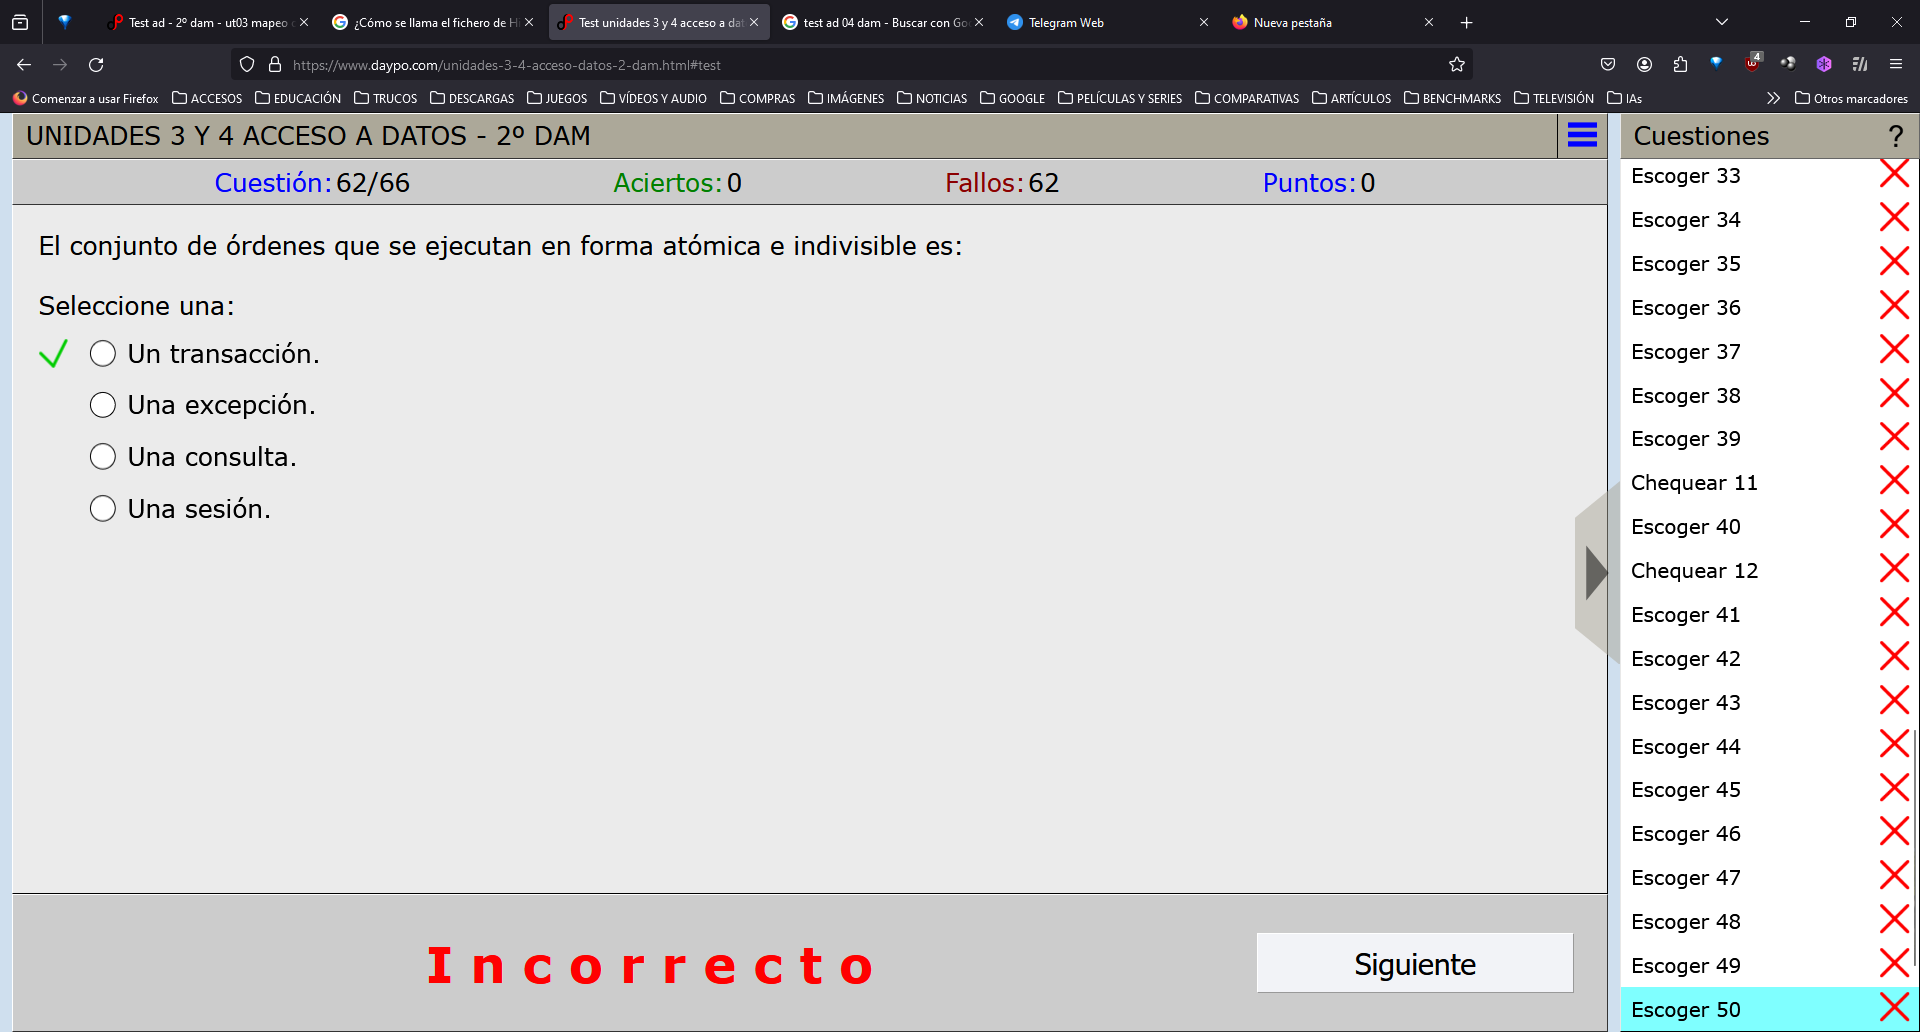 Test ad - 2º dam - ut03 mapeo
¿Cómo se llama el fichero de Hi
Test unidades 3 y 4 acceso a dat
test ad 04 dam - Buscar con Go
Telegram Web
Nueva pestaña
https://www.daypo.com/unidades-3-4-acceso-datos-2-dam.html#test
4
Comenzar a usar Firefox
ACCESOS
EDUCACIÓN
TRUCOS
DESCARGAS
JUEGOS
VÍDEOS Y AUDIO
COMPRAS
IMÁGENES
NOTICIAS
GOOGLE
PELÍCULAS Y SERIES
COMPARATIVAS
ARTÍCULOS
BENCHMARKS
TELEVISIÓN
IAs
Otros marcadores
UNIDADES 3 Y 4 ACCESO A DATOS - 2º DAM
Cuestión: 62/66
Aciertos: 0
Fallos: 62
Puntos: 0
El conjunto de órdenes que se ejecutan en forma atómica e indivisible es:
Seleccione una:
Un transacción.
Una excepción.
Una consulta.
Una sesión.
Incorrecto
Siguiente
Cuestiones ?
Escoger 33
Escoger 34
Escoger 35
Escoger 36
Escoger 37
Escoger 38
Escoger 39
Chequear 11
Escoger 40
Chequear 12
Escoger 41
Escoger 42
Escoger 43
Escoger 44
Escoger 45
Escoger 46
Escoger 47
Escoger 48
Escoger 49
Escoger 50